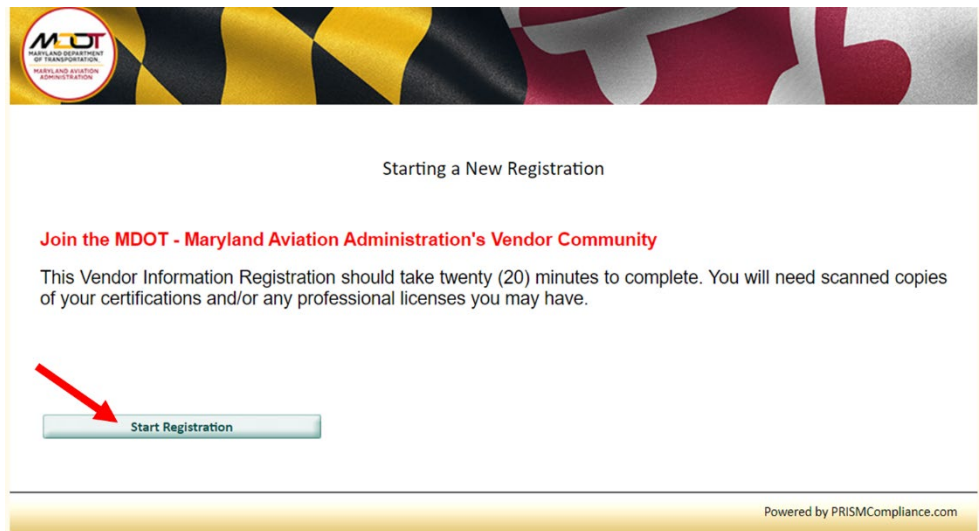 MDOT
MARYLAND DEPARTMENT
OF TRANSPORTATION.
MARYLAND AVIATION
ADMINISTRATION
Starting a New Registration
Join the MDOT - Maryland Aviation Administration's Vendor Community
This Vendor Information Registration should take twenty (20) minutes to complete. You will need scanned copies
of your certifications and/or any professional licenses you may have.
Start Registration
Powered by PRISMCompliance.com